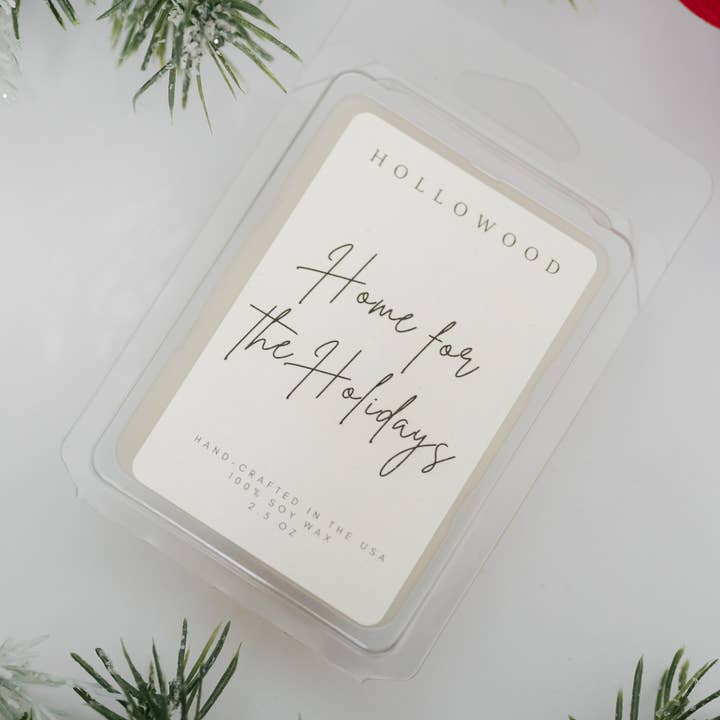 HOLLOWOOD
Home for
the Holidays
HAND-CRAFTED IN THE USA
100% SOY WAX
2.5 OZ